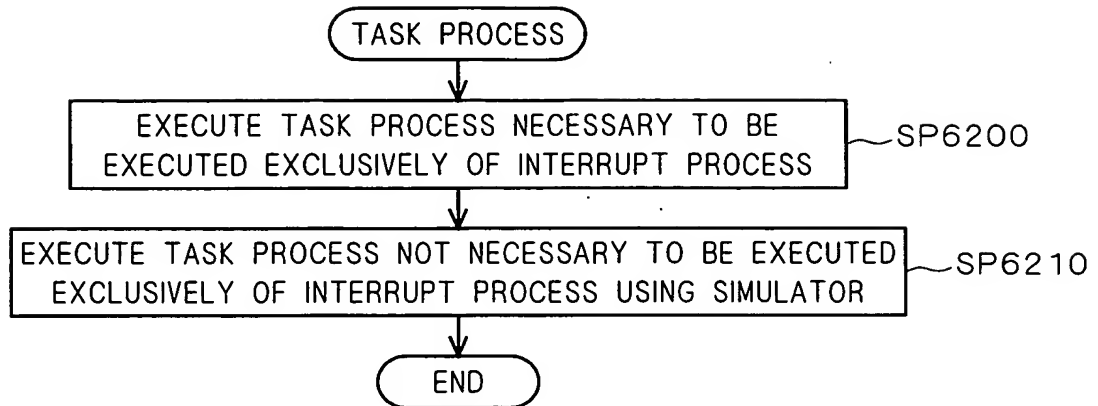 TASK PROCESS
EXECUTE TASK PROCESS NECESSARY TO BE
EXECUTED EXCLUSIVELY OF INTERRUPT PROCESS
SP6200
EXECUTE TASK PROCESS NOT NECESSARY TO BE EXECUTED
EXCLUSIVELY OF INTERRUPT PROCESS USING SIMULATOR
SP6210
END